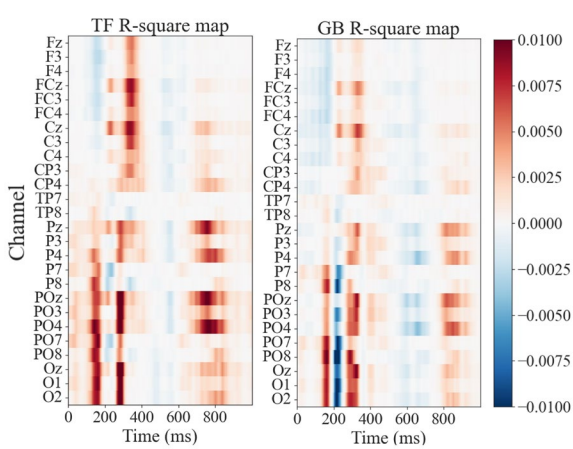 TF R-square map
GB R-square map
Channel
Fz
F3
F4
FCz
FC3
FC4
Cz
C3
C4
CP3
CP4
TP7
TP8
Pz
P3
P4
P7
P8
POz
PO3
PO4
PO7
PO8
Oz
O1
O2
0 200 400 600 800
Time (ms)
Fz
F3
F4
FCz
FC3
FC4
Cz
C3
C4
CP3
CP4
TP7
TP8
Pz
P3
P4
P7
P8
POz
PO3
PO4
PO7
PO8
Oz
O1
O2
0 200 400 600 800
Time (ms)
0.0100
0.0075
0.0050
0.0025
0.0000
−0.0025
−0.0050
−0.0075
−0.0100